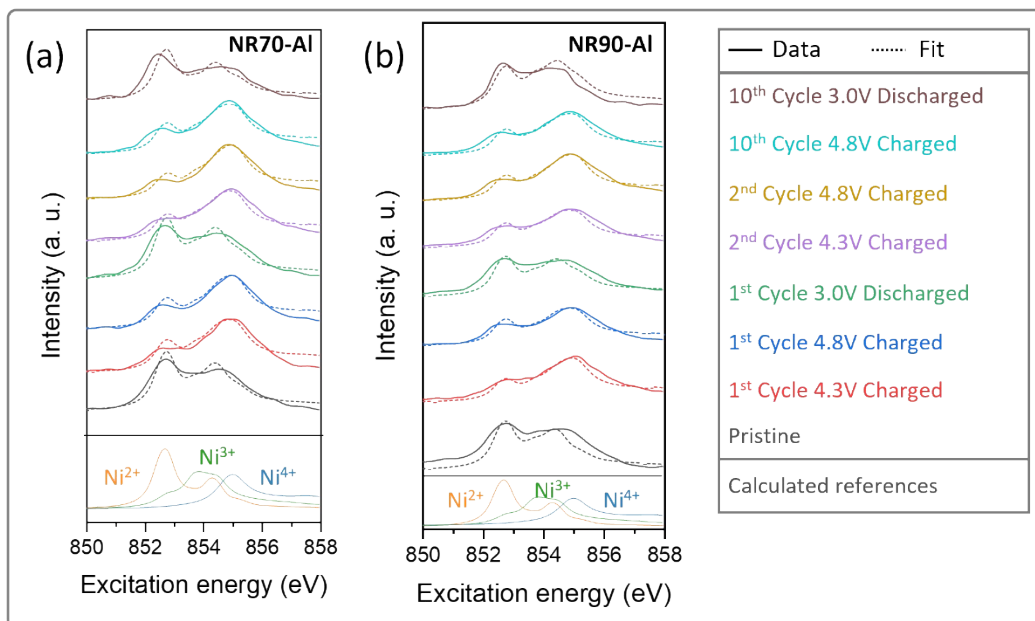 (a)
NR70-Al
Intensity (a. u.)
Ni²⁺
Ni³⁺
Ni⁴⁺
850 852 854 856 858
Excitation energy (eV)
(b)
NR90-Al
Intensity (a. u.)
Ni²⁺
Ni³⁺
Ni⁴⁺
850 852 854 856 858
Excitation energy (eV)
Data Fit
10ᵗʰ Cycle 3.0V Discharged
10ᵗʰ Cycle 4.8V Charged
2ⁿᵈ Cycle 4.8V Charged
2ⁿᵈ Cycle 4.3V Charged
1ˢᵗ Cycle 3.0V Discharged
1ˢᵗ Cycle 4.8V Charged
1ˢᵗ Cycle 4.3V Charged
Pristine
Calculated references